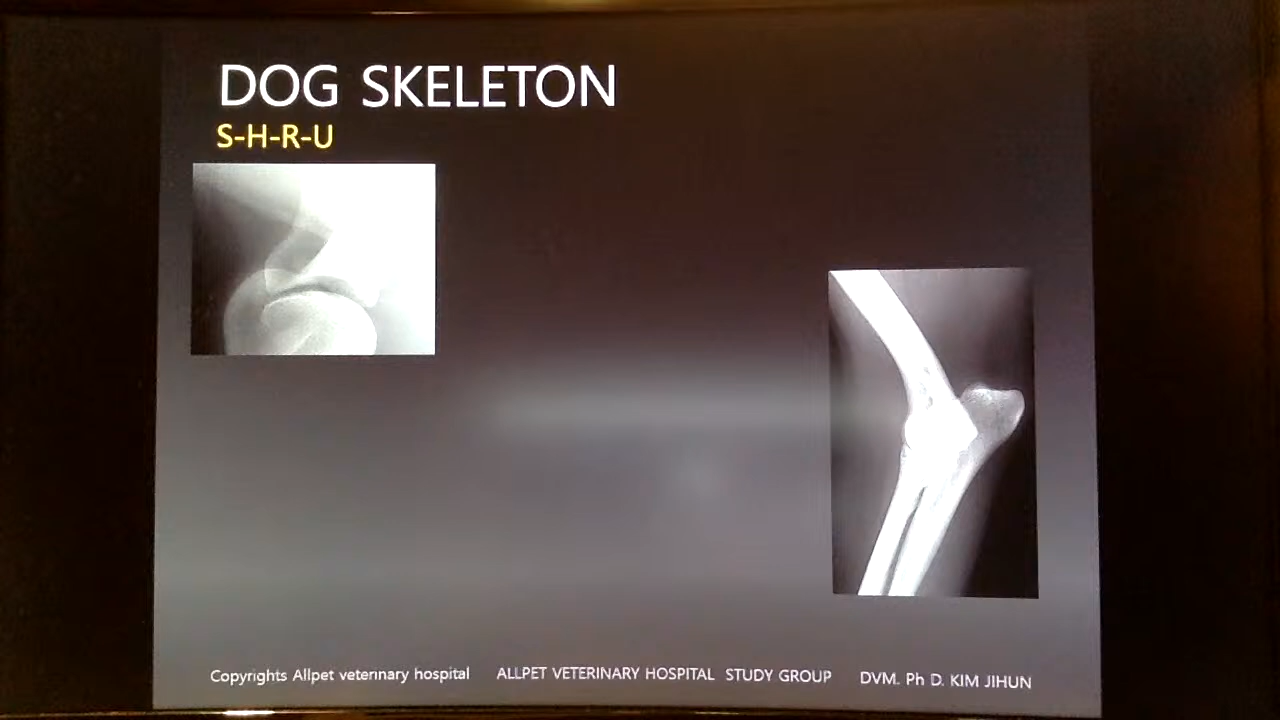 DOG SKELETON
S-H-R-U
Copyrights Allpet veterinary hospital ALLPET VETERINARY HOSPITAL STUDY GROUP DVM. Ph D. KIM JIHUN